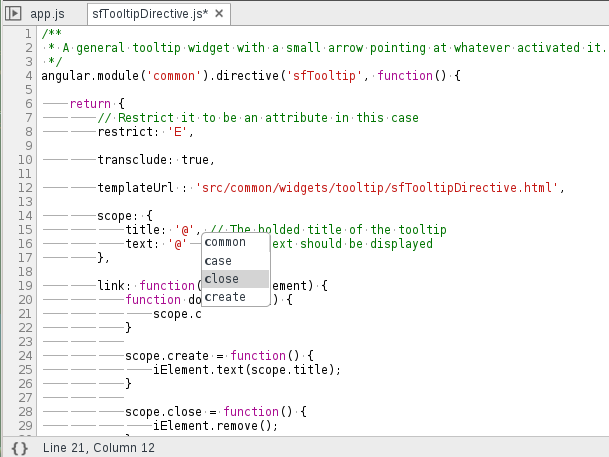 app.js sfTooltipDirective.js* ×
1 /**
2 * A general tooltip widget with a small arrow pointing at whatever activated it.
3 */
4 angular.module('common').directive('sfTooltip', function() {
5
6 return {
7 // Restrict it to be an attribute in this case
8 restrict: 'E',
9
10 transclude: true,
11
12 templateUrl : 'src/common/widgets/tooltip/sfTooltipDirective.html',
13
14 scope: {
15 title: '@', // The bolded title of the tooltip
16 text: '@' ext should be displayed
17 },
18
19 link: function( ement) {
20 function do ) {
21 scope.c
22 }
23
24 scope.create = function() {
25 iElement.text(scope.title);
26 }
27
28 scope.close = function() {
29 iElement.remove();
common
case
close
create
{} Line 21, Column 12